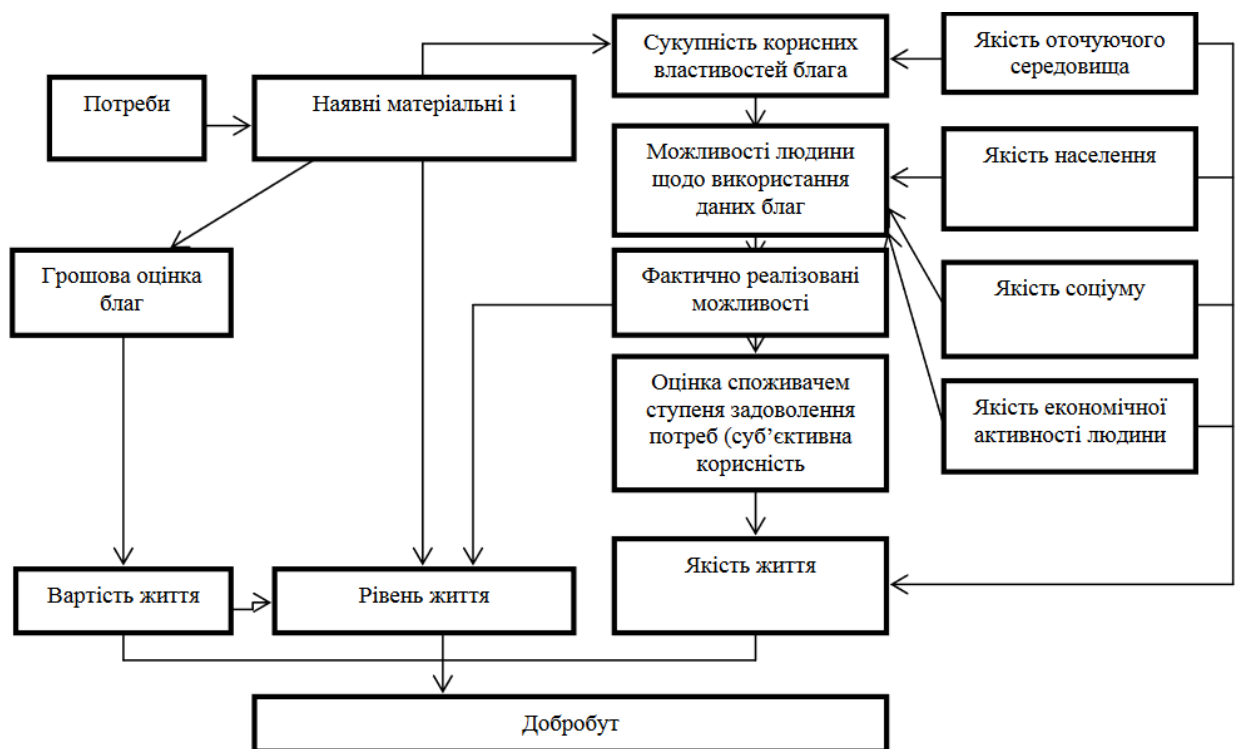 Сукупність корисних
властивостей блага
Якість оточуючого
середовища
Потреби
Наявні матеріальні і
Можливості людини
щодо використання
даних благ
Якість населення
Грошова оцінка
благ
Фактично реалізовані
можливості
Якість соціуму
Оцінка споживачем
ступеня задоволення
потреб (суб’єктивна
корисність
Якість економічної
активності людини
Якість життя
Вартість життя
Рівень життя
Добробут